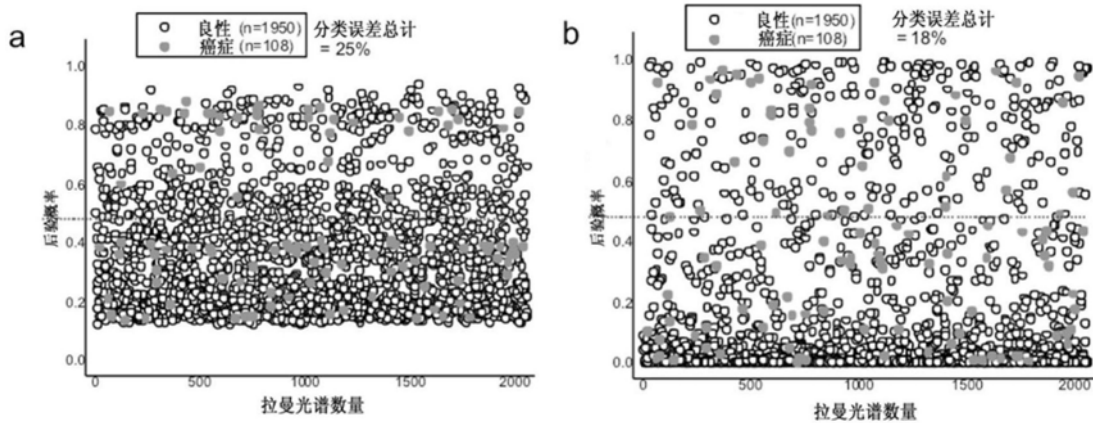 a
良性 (n=1950)
癌症 (n=108)
分类误差总计
= 25%
1.0
0.8
0.6
0.4
0.2
0.0
后验概率
0
500
1000
1500
2000
拉曼光谱数量
b
良性 (n=1950)
癌症(n=108)
分类误差总计
= 18%
1.0
0.8
0.6
0.4
0.2
0.0
后验概率
0
500
1000
1500
2000
拉曼光谱数量